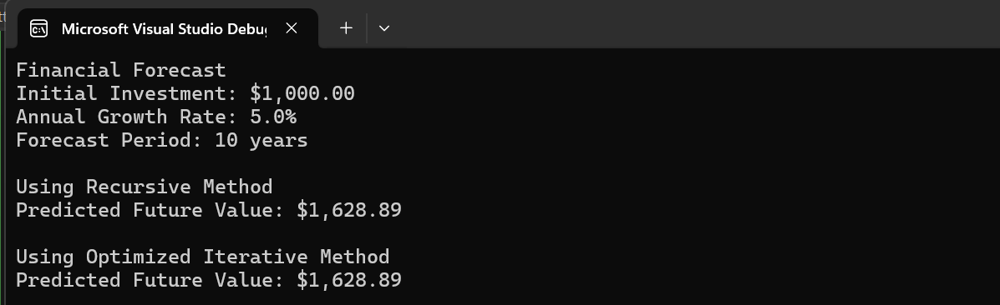 Microsoft Visual Studio Debu
Financial Forecast
Initial Investment: $1,000.00
Annual Growth Rate: 5.0%
Forecast Period: 10 years
Using Recursive Method
Predicted Future Value: $1,628.89
Using Optimized Iterative Method
Predicted Future Value: $1,628.89